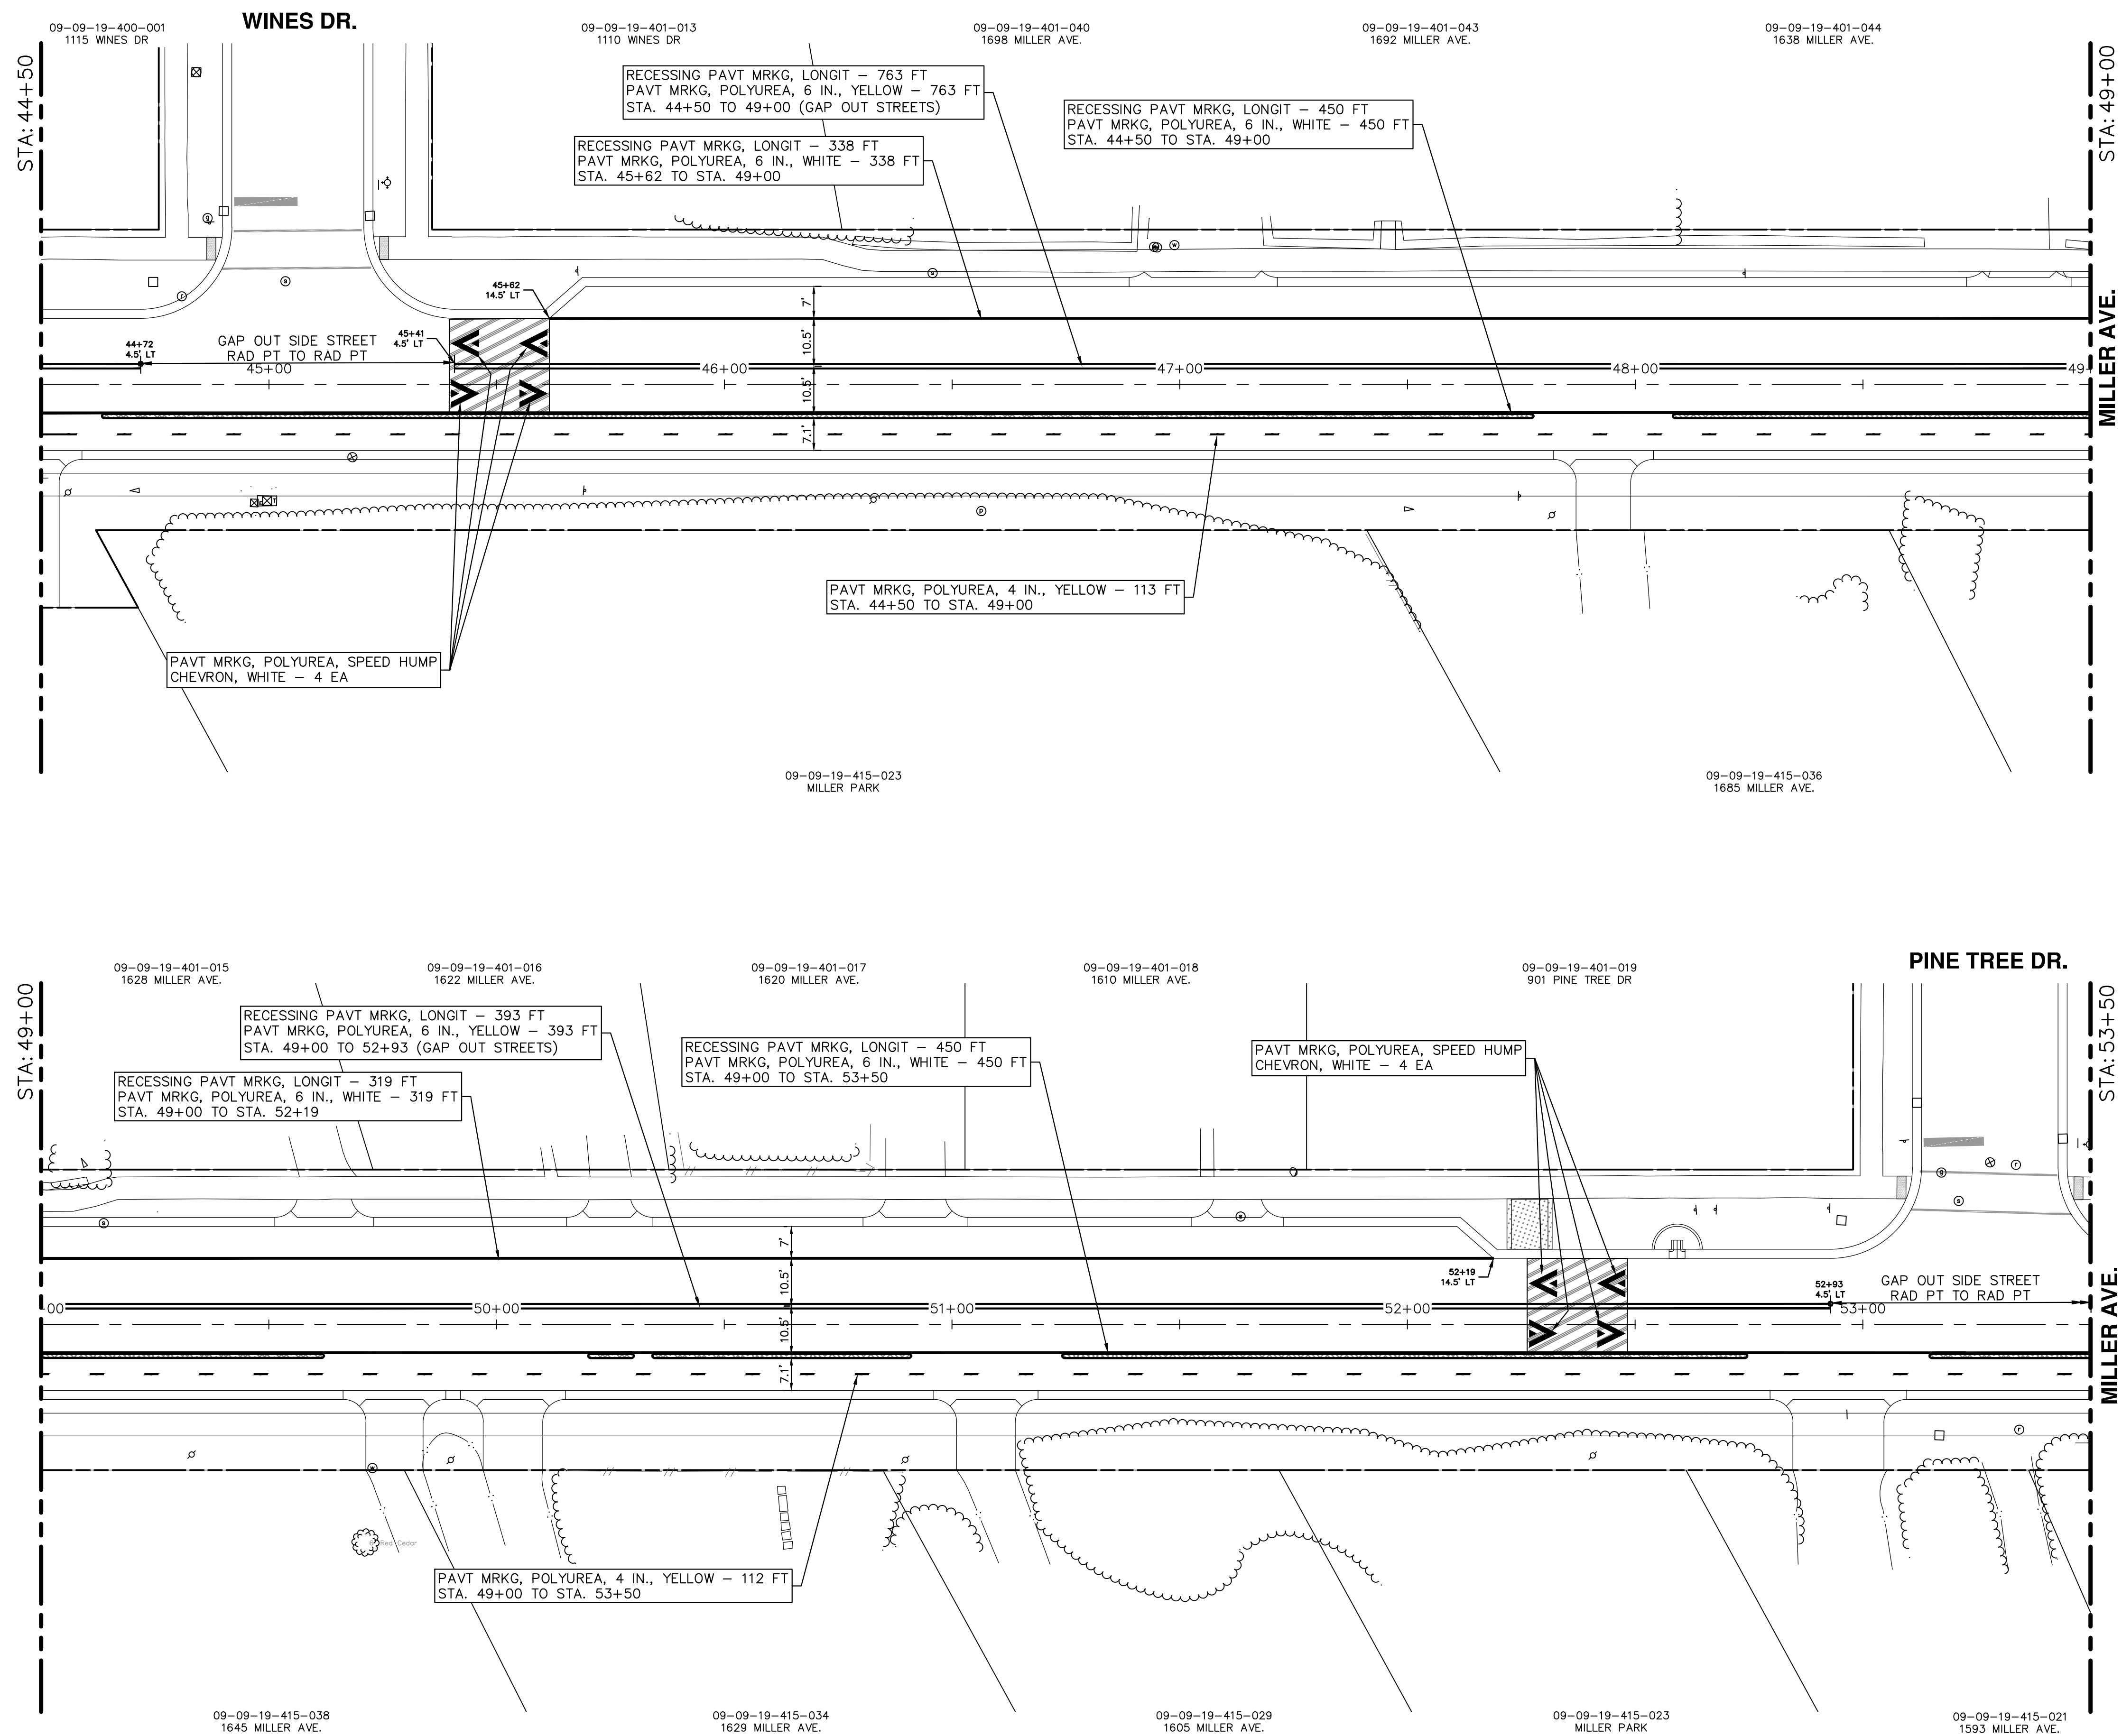 WINES DR.
09-09-19-400-001
1115 WINES DR
09-09-19-401-013
1110 WINES DR
09-09-19-401-040
1698 MILLER AVE.
09-09-19-401-043
1692 MILLER AVE.
09-09-19-401-044
1638 MILLER AVE.
STA: 44+50
STA: 49+00
RECESSING PAVT MRKG, LONGIT – 763 FT
PAVT MRKG, POLYUREA, 6 IN., YELLOW – 763 FT
STA. 44+50 TO 49+00 (GAP OUT STREETS)
RECESSING PAVT MRKG, LONGIT – 450 FT
PAVT MRKG, POLYUREA, 6 IN., WHITE – 450 FT
STA. 44+50 TO STA. 49+00
RECESSING PAVT MRKG, LONGIT – 338 FT
PAVT MRKG, POLYUREA, 6 IN., WHITE – 338 FT
STA. 45+62 TO STA. 49+00
45+62
14.5' LT
7'
MILLER AVE.
44+72
4.5' LT
GAP OUT SIDE STREET
RAD PT TO RAD PT
45+41
4.5' LT
10.5'
45+00
46+00
47+00
48+00
49+
10.5'
7.1'
PAVT MRKG, POLYUREA, 4 IN., YELLOW – 113 FT
STA. 44+50 TO STA. 49+00
PAVT MRKG, POLYUREA, SPEED HUMP
CHEVRON, WHITE – 4 EA
09-09-19-415-023
MILLER PARK
09-09-19-415-036
1685 MILLER AVE.
PINE TREE DR.
09-09-19-401-015
1628 MILLER AVE.
09-09-19-401-016
1622 MILLER AVE.
09-09-19-401-017
1620 MILLER AVE.
09-09-19-401-018
1610 MILLER AVE.
09-09-19-401-019
901 PINE TREE DR
STA: 49+00
STA: 53+50
RECESSING PAVT MRKG, LONGIT – 393 FT
PAVT MRKG, POLYUREA, 6 IN., YELLOW – 393 FT
STA. 49+00 TO 52+93 (GAP OUT STREETS)
RECESSING PAVT MRKG, LONGIT – 450 FT
PAVT MRKG, POLYUREA, 6 IN., WHITE – 450 FT
STA. 49+00 TO STA. 53+50
PAVT MRKG, POLYUREA, SPEED HUMP
CHEVRON, WHITE – 4 EA
RECESSING PAVT MRKG, LONGIT – 319 FT
PAVT MRKG, POLYUREA, 6 IN., WHITE – 319 FT
STA. 49+00 TO STA. 52+19
7'
52+19
14.5' LT
10.5'
52+93
4.5' LT
GAP OUT SIDE STREET
RAD PT TO RAD PT
MILLER AVE.
00
50+00
51+00
52+00
53+00
10.5'
7.1'
Red Cedar
PAVT MRKG, POLYUREA, 4 IN., YELLOW – 112 FT
STA. 49+00 TO STA. 53+50
09-09-19-415-038
1645 MILLER AVE.
09-09-19-415-034
1629 MILLER AVE.
09-09-19-415-029
1605 MILLER AVE.
09-09-19-415-023
MILLER PARK
09-09-19-415-021
1593 MILLER AVE.